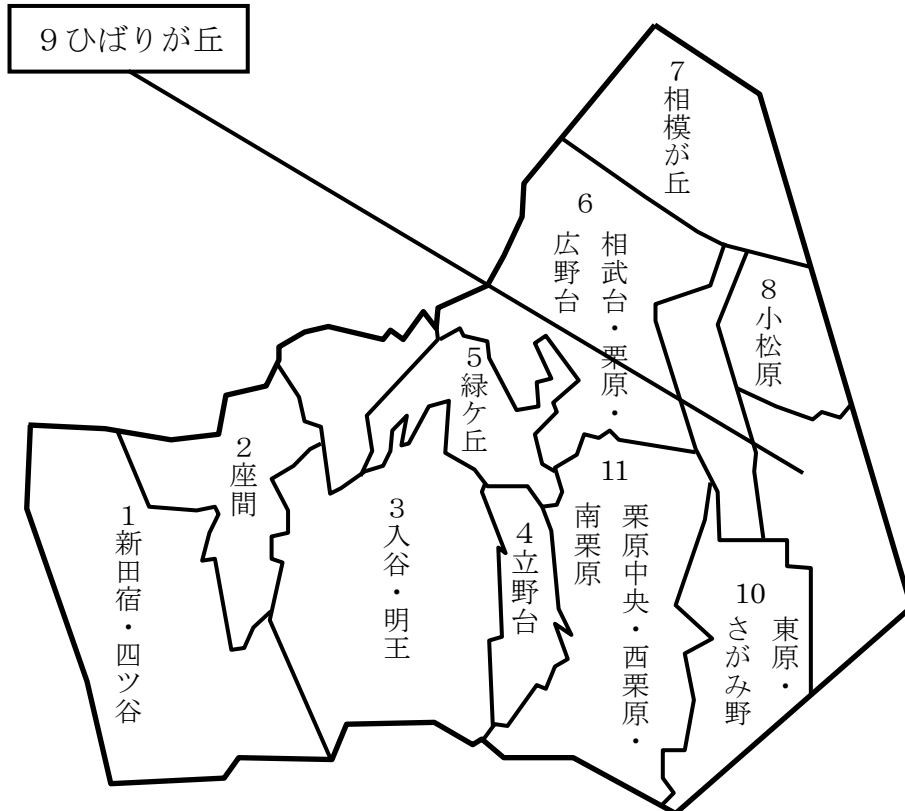 ９ひばりが丘
７相模が丘
６
相武台・栗原・
広野台
８小松原
５緑ケ丘
２座間
11
栗原中央・西栗原・
南栗原
３入谷・明王
４立野台
１新田宿・四ツ谷
10
東原・
さがみ野